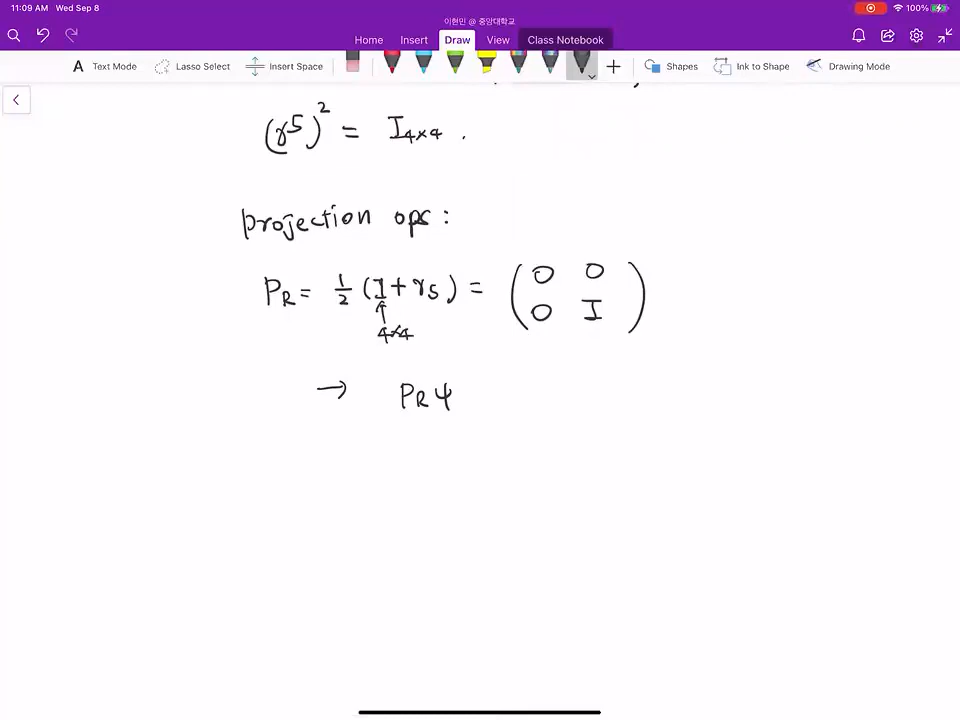 11:09 AM Wed Sep 8
100%
이현민 @ 중앙대학교
Home Insert Draw View Class Notebook
Text Mode Lasso Select Insert Space Shapes Ink to Shape Drawing Mode
(γ5)² = I4×4 .
projection ops :
PR = 1/2 (I + γ5) = ( 0 0
0 I )
4×4
→ PR ψ